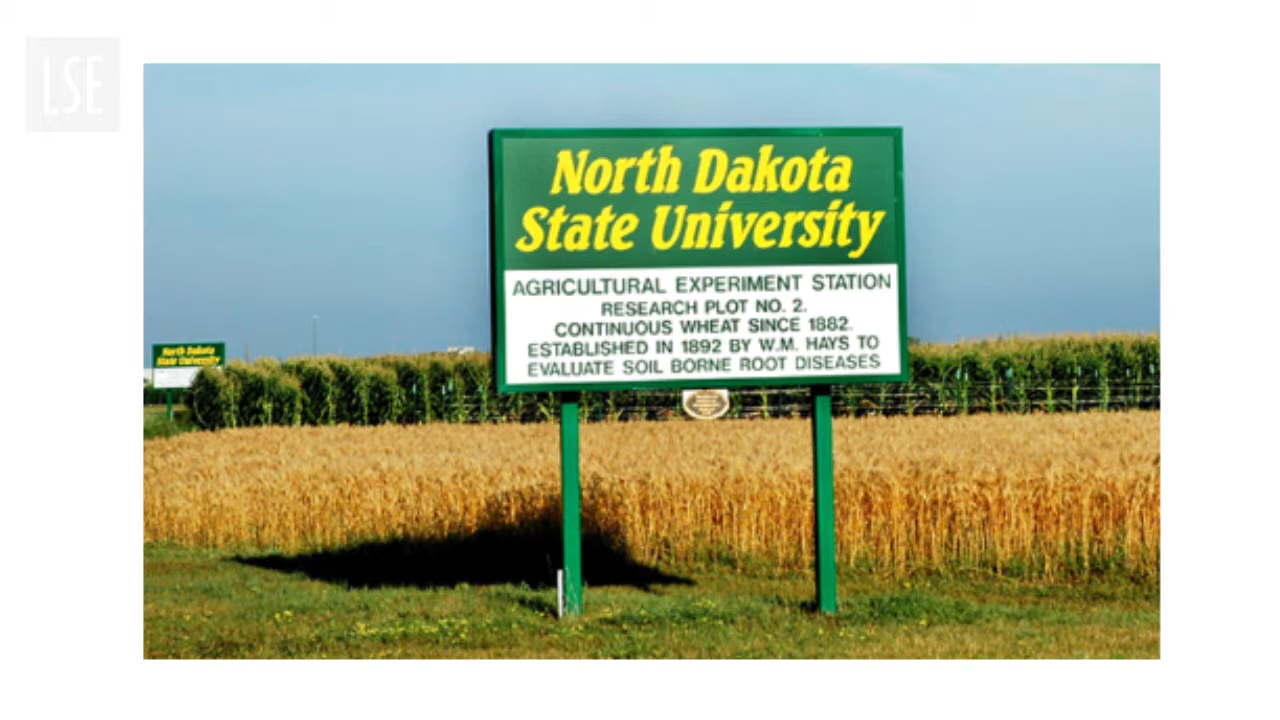 LSE
North Dakota
State University
AGRICULTURAL EXPERIMENT STATION
RESEARCH PLOT NO. 2.
CONTINUOUS WHEAT SINCE 1882.
ESTABLISHED IN 1892 BY W.M. HAYS TO
EVALUATE SOIL BORNE ROOT DISEASES
North Dakota
State University